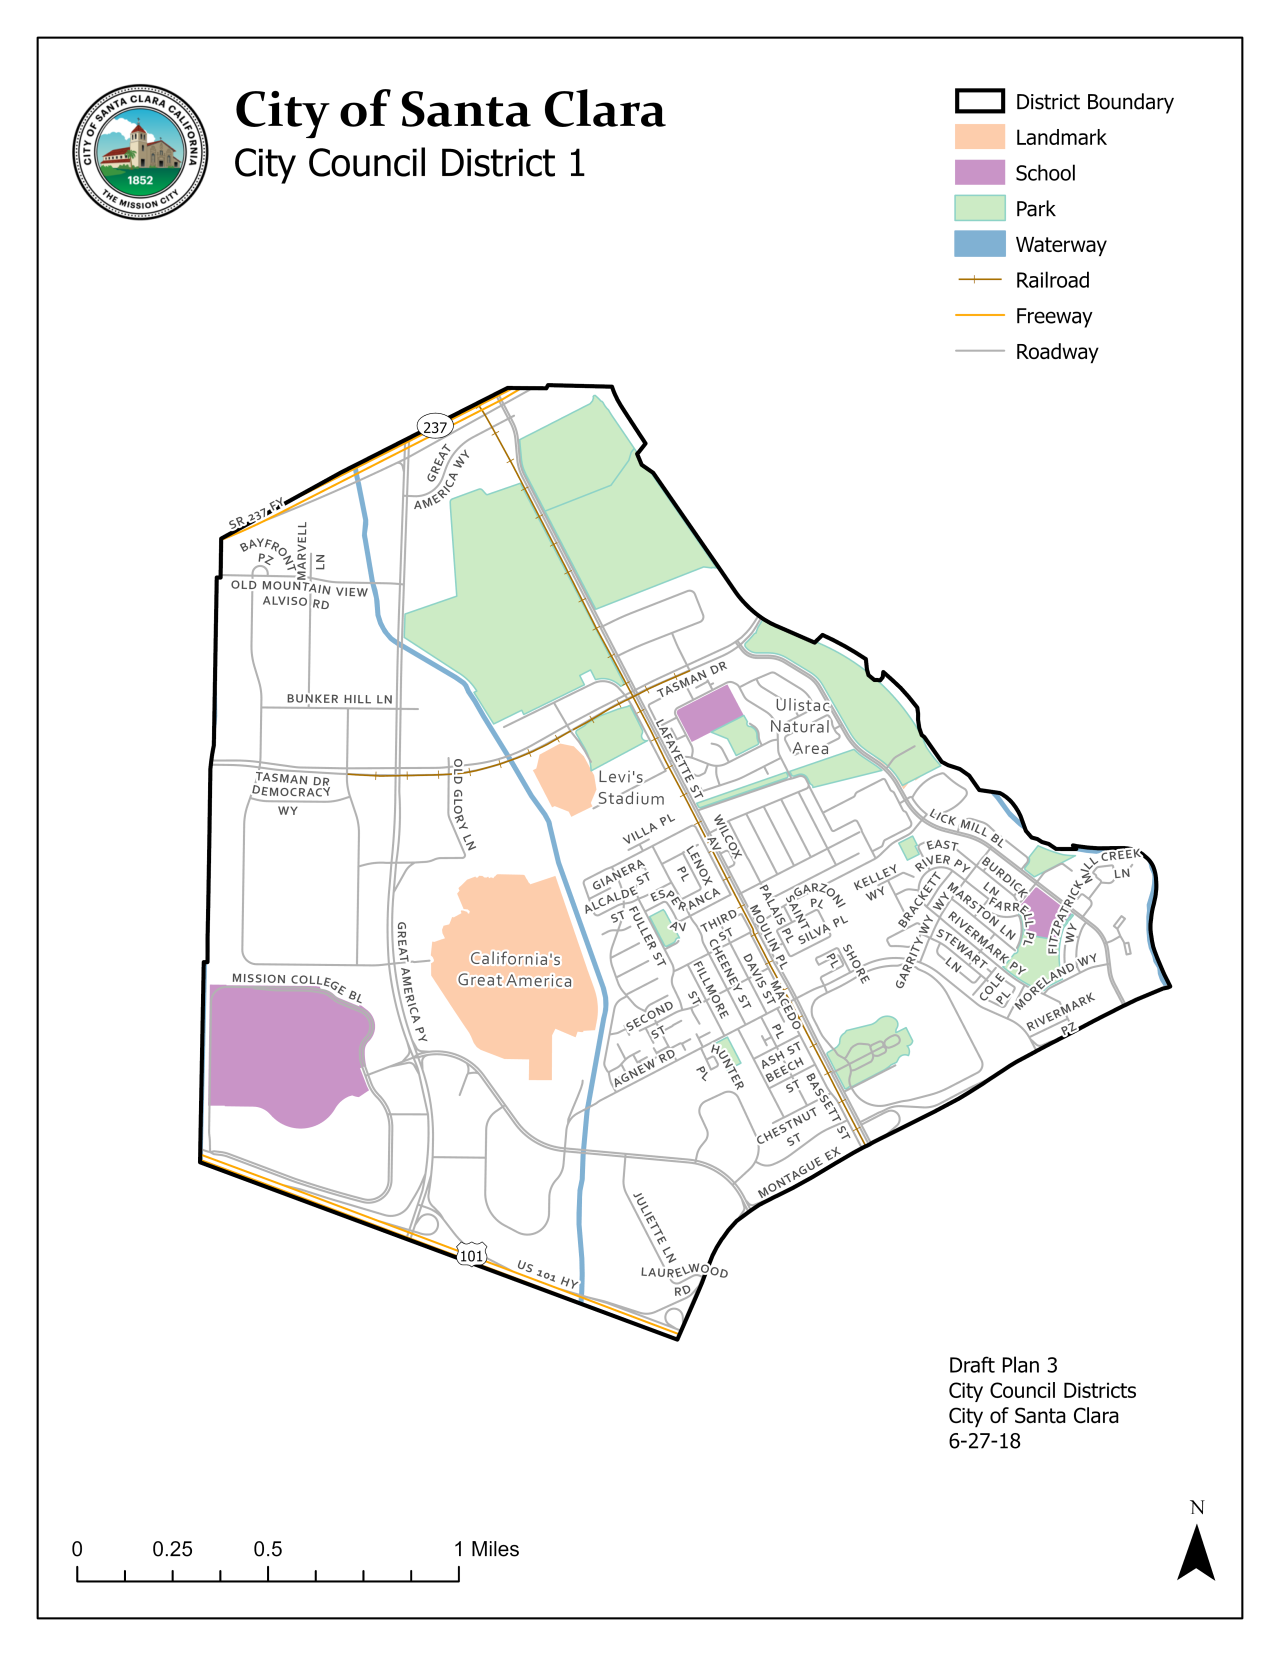 CITY OF SANTA CLARA CALIFORNIA
1852
THE MISSION CITY
City of Santa Clara
City Council District 1
District Boundary
Landmark
School
Park
Waterway
Railroad
Freeway
Roadway
237
GREAT
AMERICA WY
SR 237 FY
BAYFRONT
PZ
MARVELL
LN
OLD MOUNTAIN VIEW
ALVISO RD
BUNKER HILL LN
TASMAN DR
LAFAYETTE ST
Ulistac
Natural
Area
TASMAN DR
DEMOCRACY
WY
OLD GLORY LN
Levi's
Stadium
VILLA PL
WILCOX
AV
LICK MILL BL
GIANERA
ST
ALCALDE
ST
LENOX
PL
ESPERANCA
AV
FULLER ST
THIRD
ST
PALAIS PL
GARZONI
PL
SAINT
SILVA PL
PL
KELLEY
WY
EAST
RIVER PY
BRACKETT
WY
BURDICK
LN
FARRELL PL
MARSTON LN
RIVERMARK PY
STEWART
LN
GARRITY WY
FITZPATRICK
WY
MILL CREEK
LN
COLE
PL
MORELAND WY
RIVERMARK
PZ
SHORE
MOULIN PL
DAVIS ST
CHEENEY ST
FILLMORE
ST
MACEDO
PL
SECOND
ST
AGNEW RD
HUNTER
PL
ASH ST
BEECH
ST
BASSETT ST
CHESTNUT
ST
MONTAGUE EX
California's
Great America
GREAT AMERICA PY
MISSION COLLEGE BL
JULIETTE LN
LAURELWOOD
RD
101
US 101 HY
Draft Plan 3
City Council Districts
City of Santa Clara
6-27-18
N
0 0.25 0.5 1 Miles